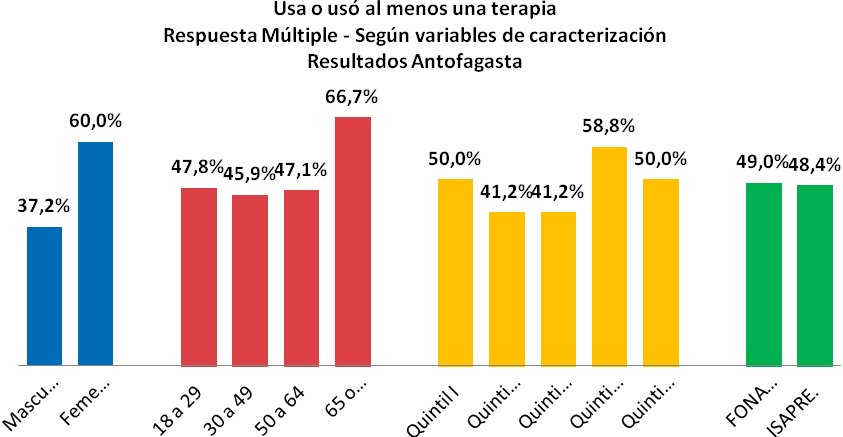 Usa o usó al menos una terapia
Respuesta Múltiple - Según variables de caracterización
Resultados Antofagasta
66,7%
60,0%
58,8%
47,8%
45,9%
47,1%
50,0%
50,0%
49,0%
48,4%
37,2%
41,2%
41,2%
Mascu...
Feme...
18 a 29
30 a 49
50 a 64
65 o...
Quintil I
Quinti...
Quinti...
Quinti...
Quinti...
FONA...
ISAPRE.